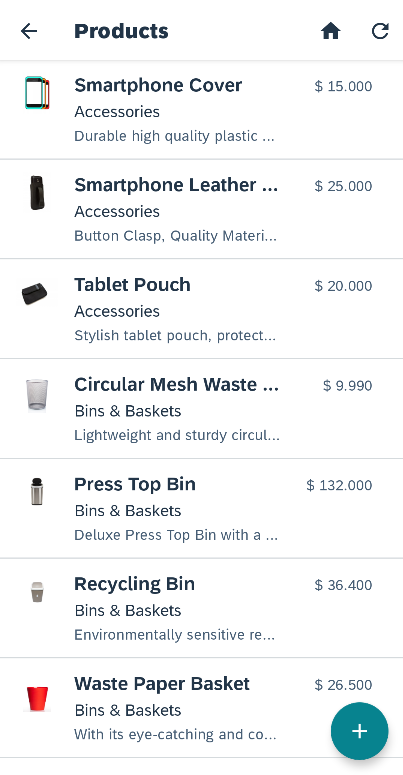 Products
Smartphone Cover
$ 15.000
Accessories
Durable high quality plastic ...
Smartphone Leather ...
$ 25.000
Accessories
Button Clasp, Quality Materi...
Tablet Pouch
$ 20.000
Accessories
Stylish tablet pouch, protect...
Circular Mesh Waste ...
$ 9.990
Bins & Baskets
Lightweight and sturdy circul...
Press Top Bin
$ 132.000
Bins & Baskets
Deluxe Press Top Bin with a ...
Recycling Bin
$ 36.400
Bins & Baskets
Environmentally sensitive re...
Waste Paper Basket
$ 26.500
Bins & Baskets
With its eye-catching and co...